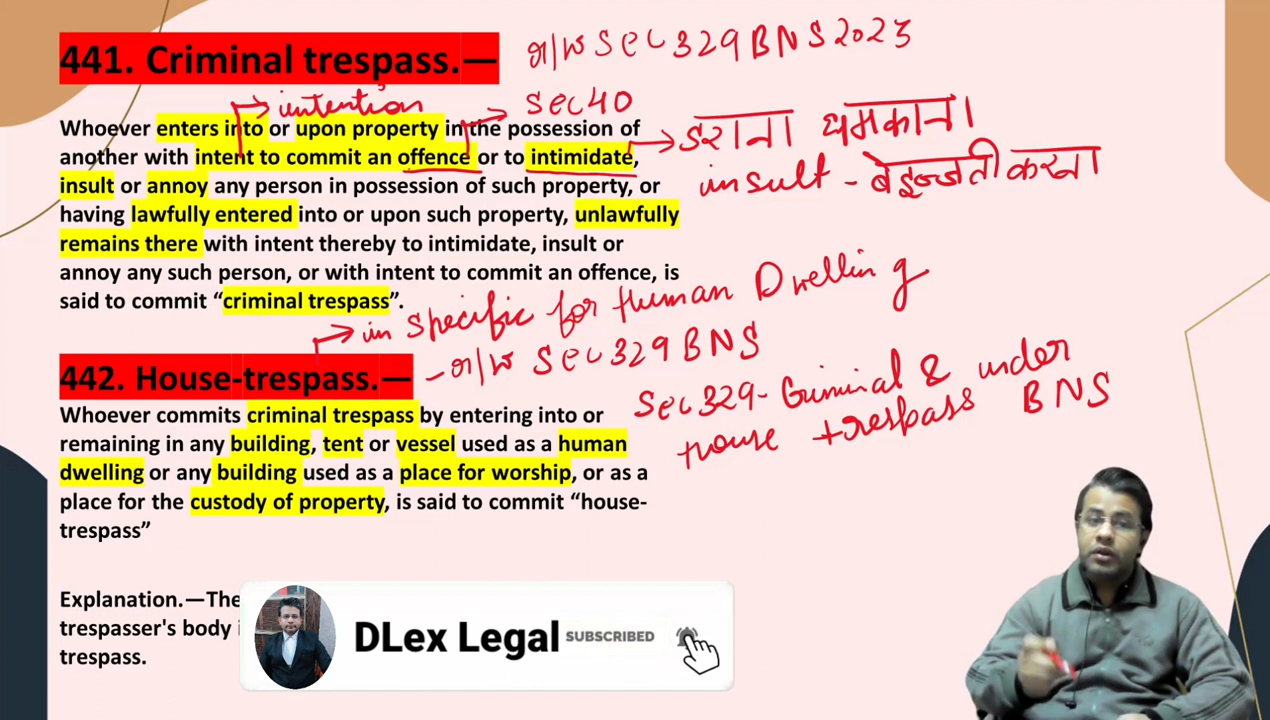 441. Criminal trespass.—
r/w Sec 329 BNS 2023
intention
Sec 40
Whoever enters into or upon property in the possession of
another with intent to commit an offence or to intimidate,
डराना धमकाना।
insult or annoy any person in possession of such property, or
insult - बेइज्जती करना
having lawfully entered into or upon such property, unlawfully
remains there with intent thereby to intimidate, insult or
annoy any such person, or with intent to commit an offence, is
said to commit “criminal trespass”.
in specific for Human Dwelling
442. House-trespass.—
- r/w Sec 329 BNS
Whoever commits criminal trespass by entering into or
remaining in any building, tent or vessel used as a human
dwelling or any building used as a place for worship, or as a
place for the custody of property, is said to commit “house-
trespass”
Sec 329 - Criminal & under
house trespass BNS
Explanation.—The
trespasser's body
trespass.
DLex Legal SUBSCRIBED